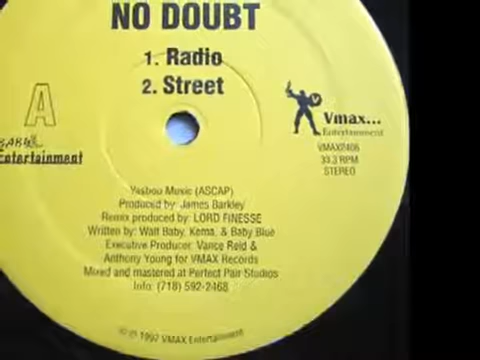 NO DOUBT
1. Radio
2. Street
A
Entertainment
Vmax...
Entertainment
VMAX2406
33.3 RPM
STEREO
Yasbou Music (ASCAP)
Produced by: James Barkley
Remix produced by: LORD FINESSE
Written by: Walt Baby, Kema, & Baby Blue
Executive Producer: Vance Reid &
Anthony Young for VMAX Records
Mixed and mastered at Perfect Pair Studios
Info: (718) 592-2468
© ℗ 1997 VMAX Entertainment